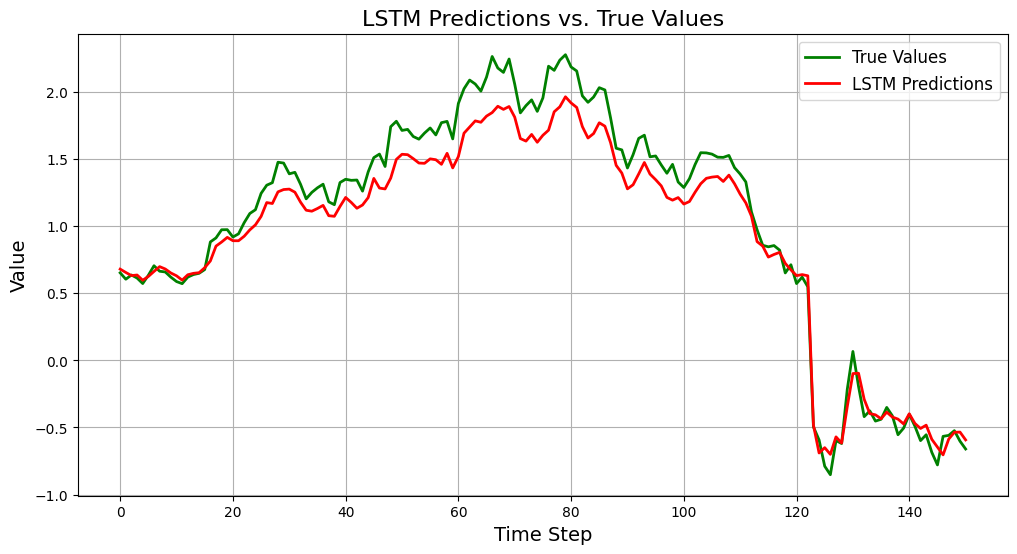 LSTM Predictions vs. True Values
True Values
LSTM Predictions
Value
2.0
1.5
1.0
0.5
0.0
−0.5
−1.0
0 20 40 60 80 100 120 140
Time Step